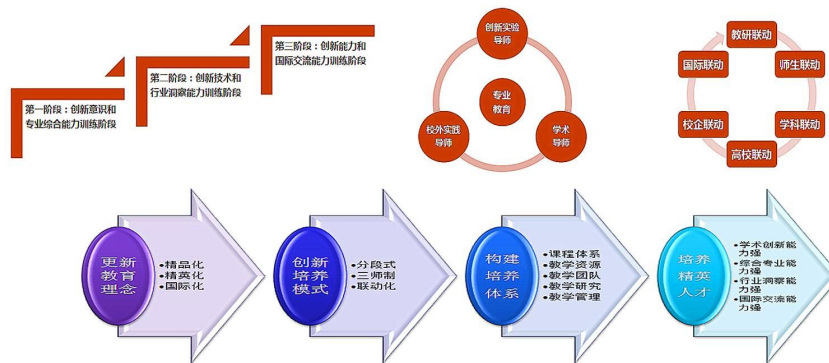 第一阶段：创新意识和
专业综合能力训练阶段
第二阶段：创新技术和
行业洞察能力训练阶段
第三阶段：创新能力和
国际交流能力训练阶段
创新实验
导师
专业
教育
校外实践
导师
学术
导师
教研联动
师生联动
学科联动
高校联动
校企联动
国际联动
更新
教育
理念
•精品化
•精英化
•国际化
创新
培养
模式
•分段式
•三师制
•联动化
构建
培养
体系
•课程体系
•教学资源
•教学团队
•教学研究
•教学管理
培养
精英
人才
•学术创新能
力强
•综合专业能
力强
•行业洞察能
力强
•国际交流能
力强